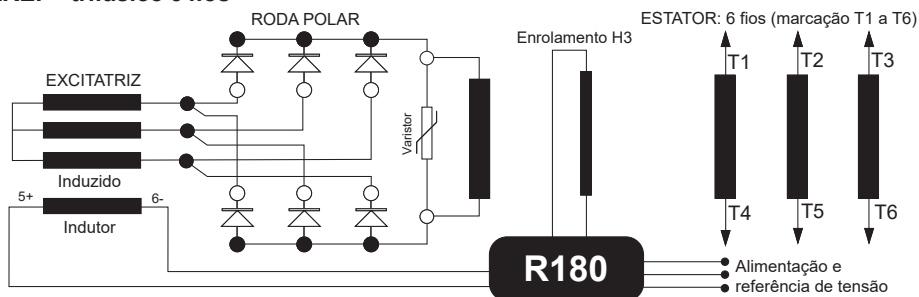 RODA POLAR
ESTATOR: 6 fios (marcação T1 a T6)
Enrolamento H3
T1
T2
T3
EXCITATRIZ
Varistor
Induzido
5+
6-
Indutor
T4
T5
T6
R180
Alimentação e
referência de tensão